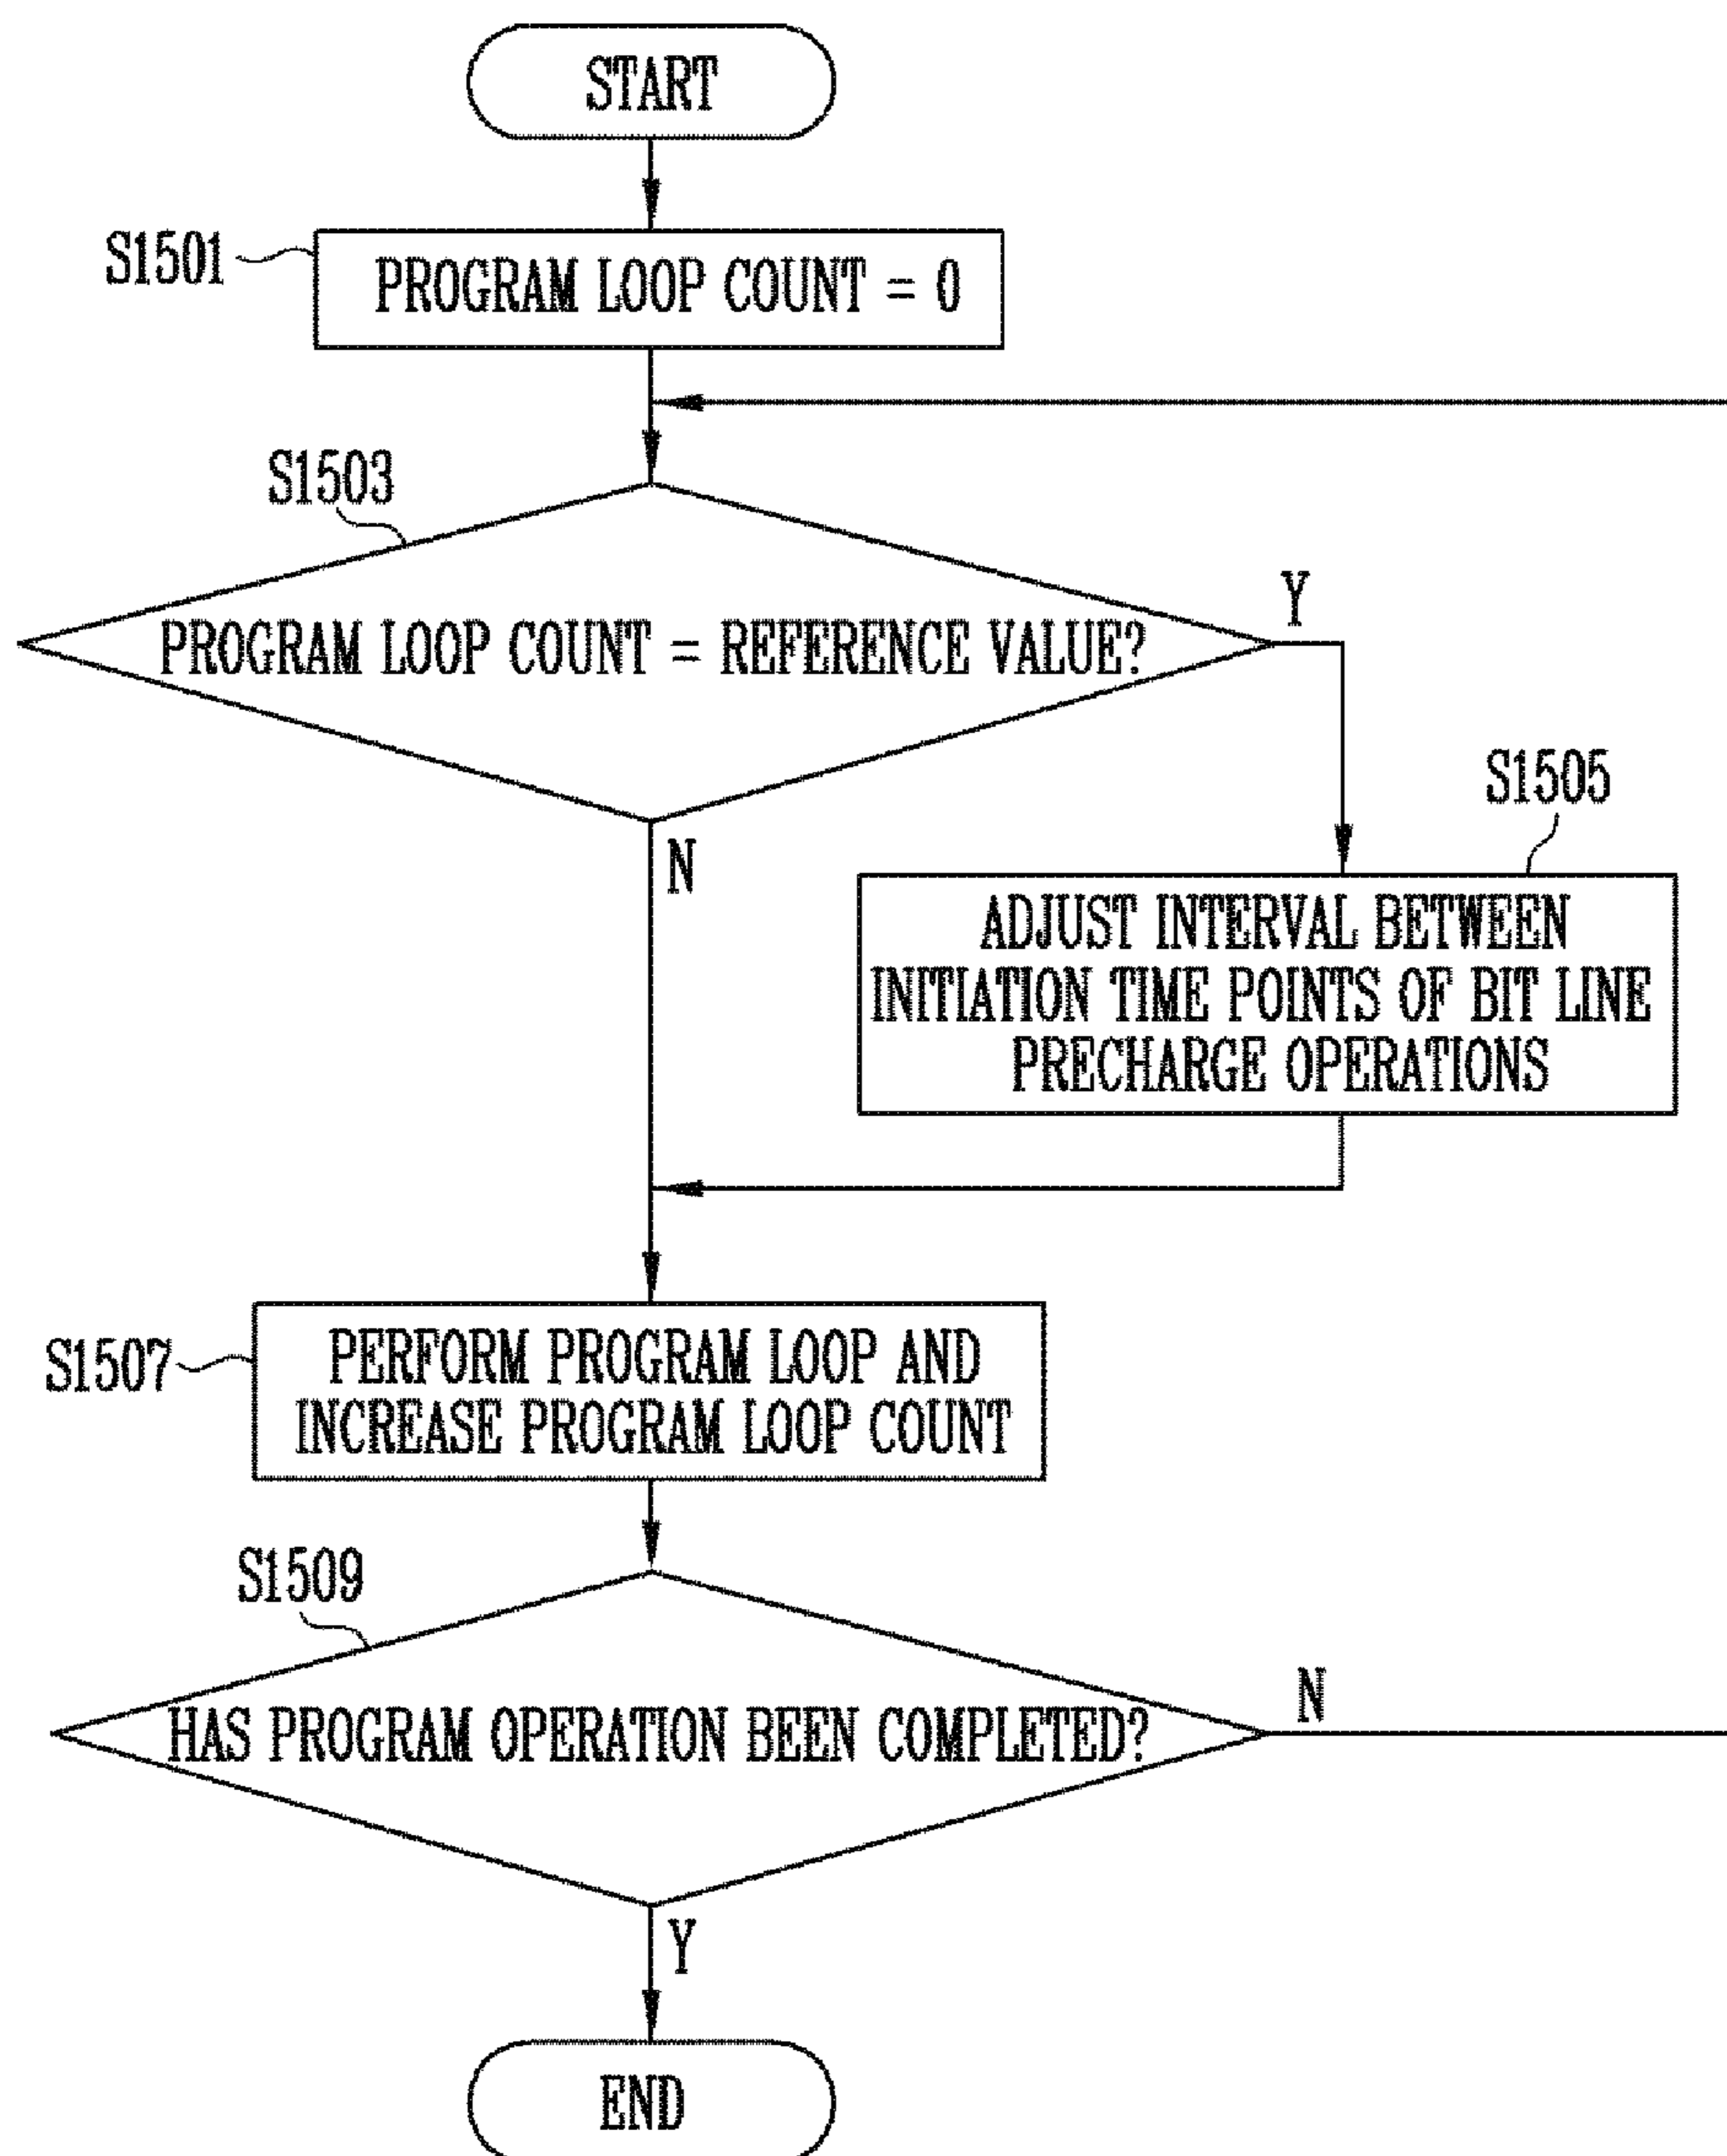 START
S1501
PROGRAM LOOP COUNT = 0
S1503
PROGRAM LOOP COUNT = REFERENCE VALUE?
Y
N
S1505
ADJUST INTERVAL BETWEEN
INITIATION TIME POINTS OF BIT LINE
PRECHARGE OPERATIONS
S1507
PERFORM PROGRAM LOOP AND
INCREASE PROGRAM LOOP COUNT
S1509
HAS PROGRAM OPERATION BEEN COMPLETED?
N
Y
END